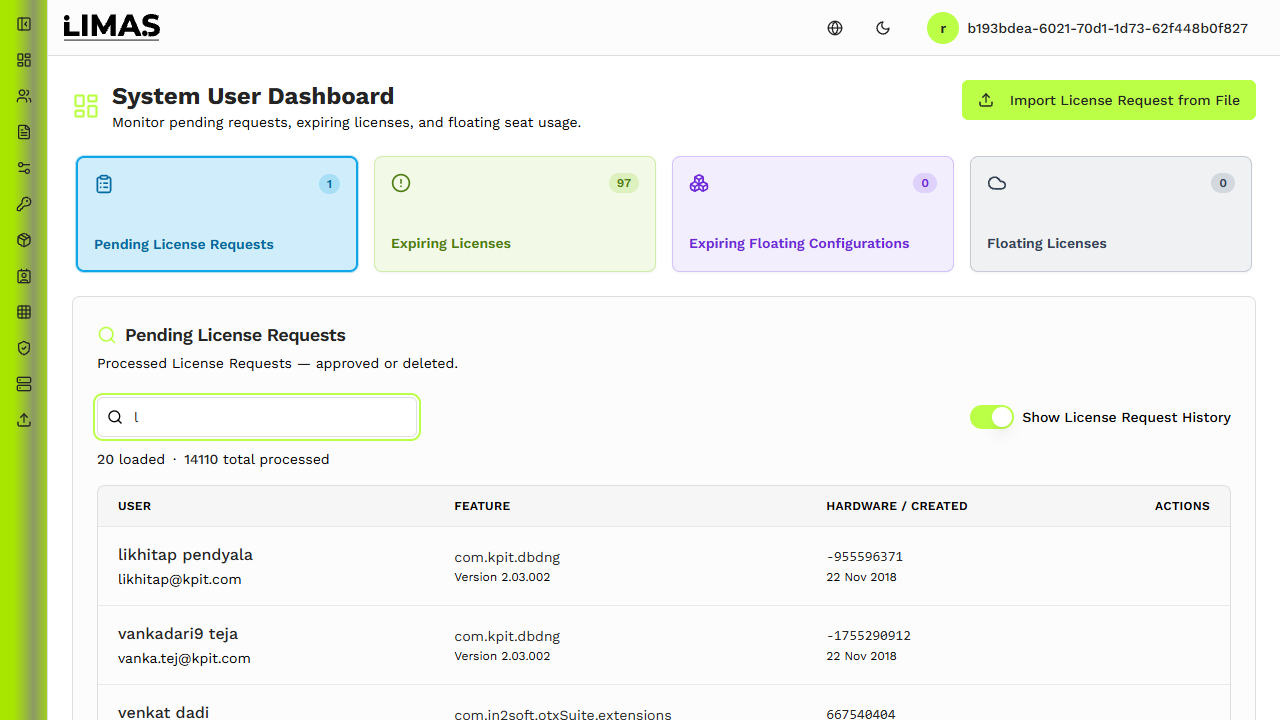 LIMAS
r b193bdea-6021-70d1-1d73-62f448b0f827
System User Dashboard
Monitor pending requests, expiring licenses, and floating seat usage.
Import License Request from File
1
Pending License Requests
97
Expiring Licenses
0
Expiring Floating Configurations
0
Floating Licenses
Pending License Requests
Processed License Requests — approved or deleted.
l
Show License Request History
20 loaded · 14110 total processed
USER FEATURE HARDWARE / CREATED ACTIONS
likhitap pendyala com.kpit.dbdng -955596371
likhitap@kpit.com Version 2.03.002 22 Nov 2018
vankadari9 teja com.kpit.dbdng -1755290912
vanka.tej@kpit.com Version 2.03.002 22 Nov 2018
venkat dadi com.in2soft.otxSuite.extensions 667540404